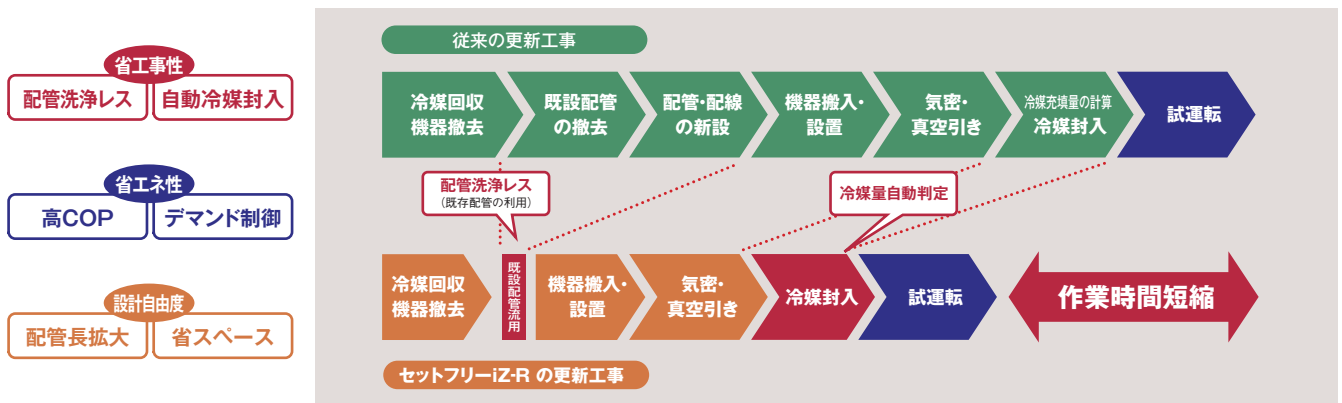 省工事性
配管洗浄レス
自動冷媒封入
省エネ性
高COP
デマンド制御
設計自由度
配管長拡大
省スペース
従来の更新工事
冷媒回収
機器撤去
既設配管
の撤去
配管・配線
の新設
機器搬入・
設置
気密・
真空引き
冷媒充填量の計算
冷媒封入
試運転
配管洗浄レス
(既存配管の利用)
冷媒量自動判定
冷媒回収
機器撤去
既設配管流用
機器搬入・
設置
気密・
真空引き
冷媒封入
試運転
作業時間短縮
セットフリーiZ-R の更新工事